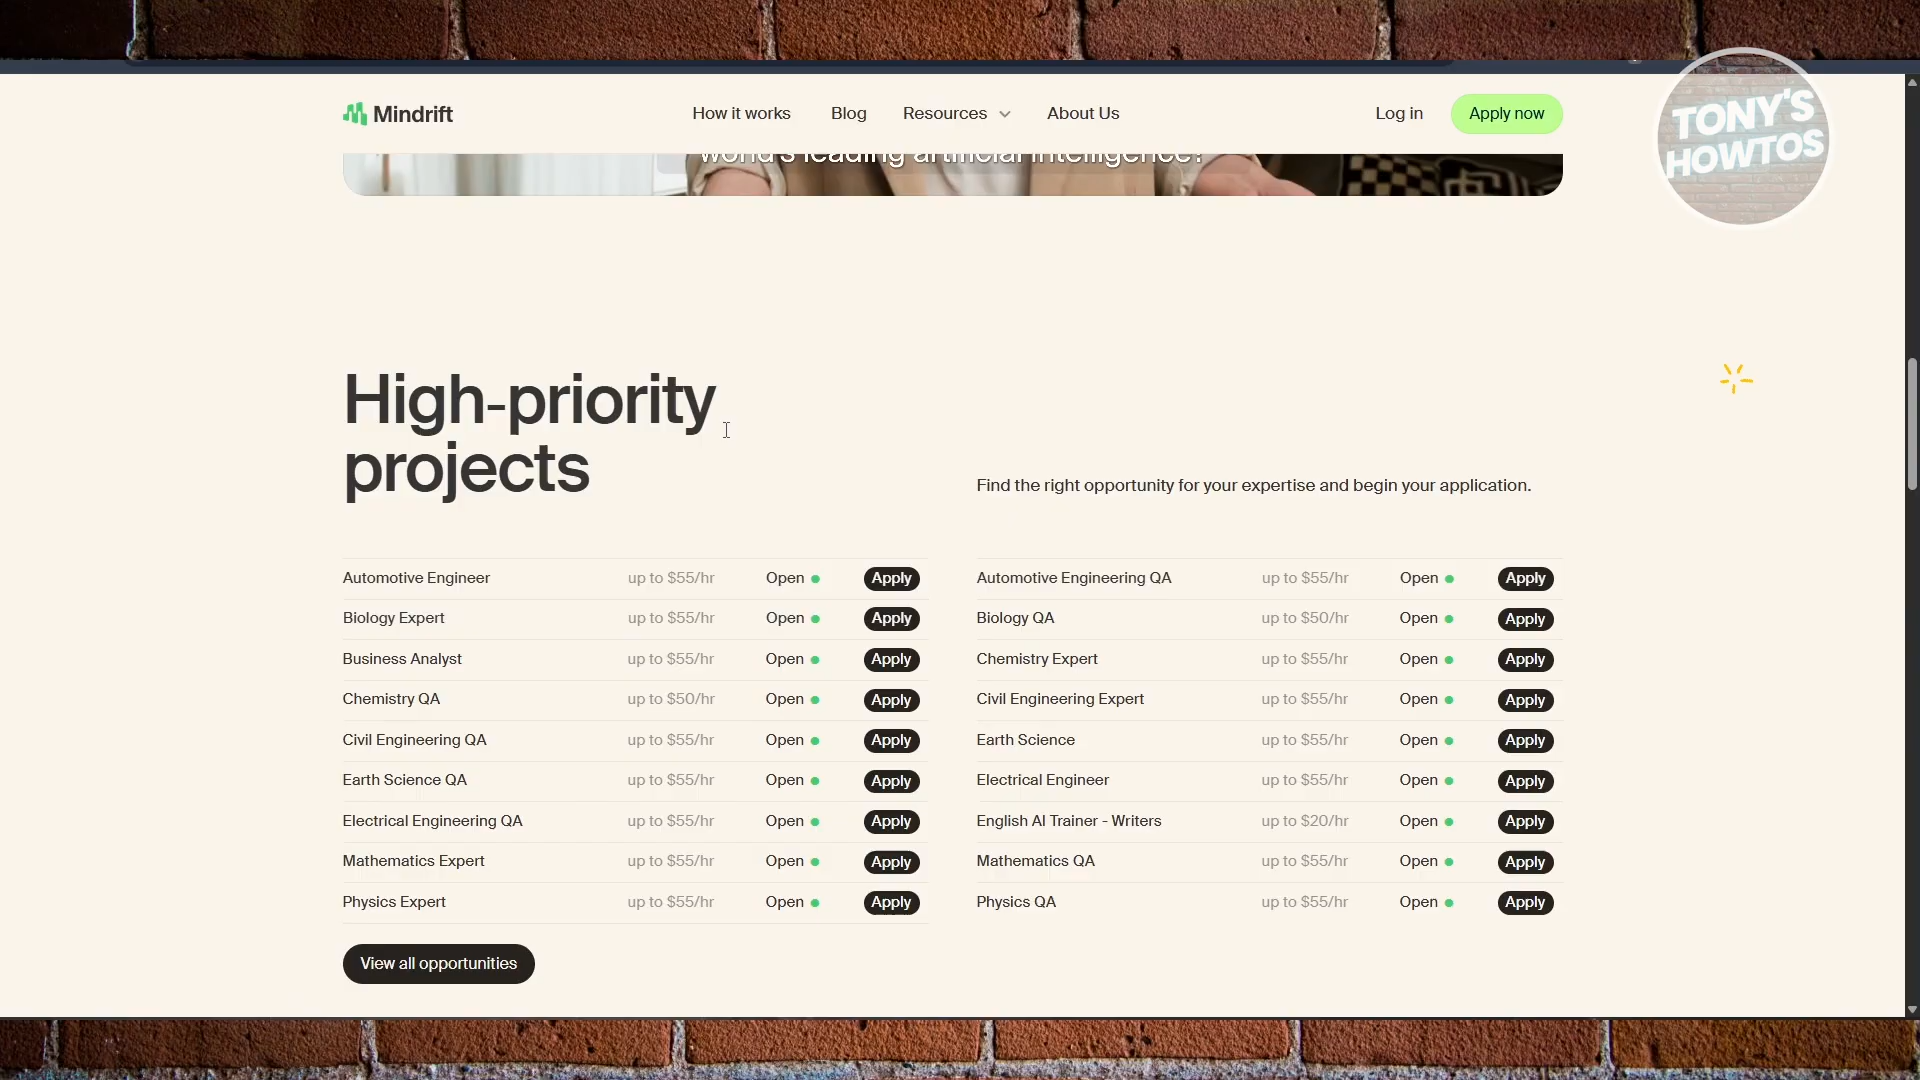 Mindrift
How it works
Blog
Resources
About Us
Log in
Apply now
TONY'S
HOWTOS
world's leading artificial intelligence?
High-priority
projects
Find the right opportunity for your expertise and begin your application.
Automotive Engineer up to $55/hr Open Apply
Biology Expert up to $55/hr Open Apply
Business Analyst up to $55/hr Open Apply
Chemistry QA up to $50/hr Open Apply
Civil Engineering QA up to $55/hr Open Apply
Earth Science QA up to $55/hr Open Apply
Electrical Engineering QA up to $55/hr Open Apply
Mathematics Expert up to $55/hr Open Apply
Physics Expert up to $55/hr Open Apply
Automotive Engineering QA up to $55/hr Open Apply
Biology QA up to $50/hr Open Apply
Chemistry Expert up to $55/hr Open Apply
Civil Engineering Expert up to $55/hr Open Apply
Earth Science up to $55/hr Open Apply
Electrical Engineer up to $55/hr Open Apply
English AI Trainer - Writers up to $20/hr Open Apply
Mathematics QA up to $55/hr Open Apply
Physics QA up to $55/hr Open Apply
View all opportunities